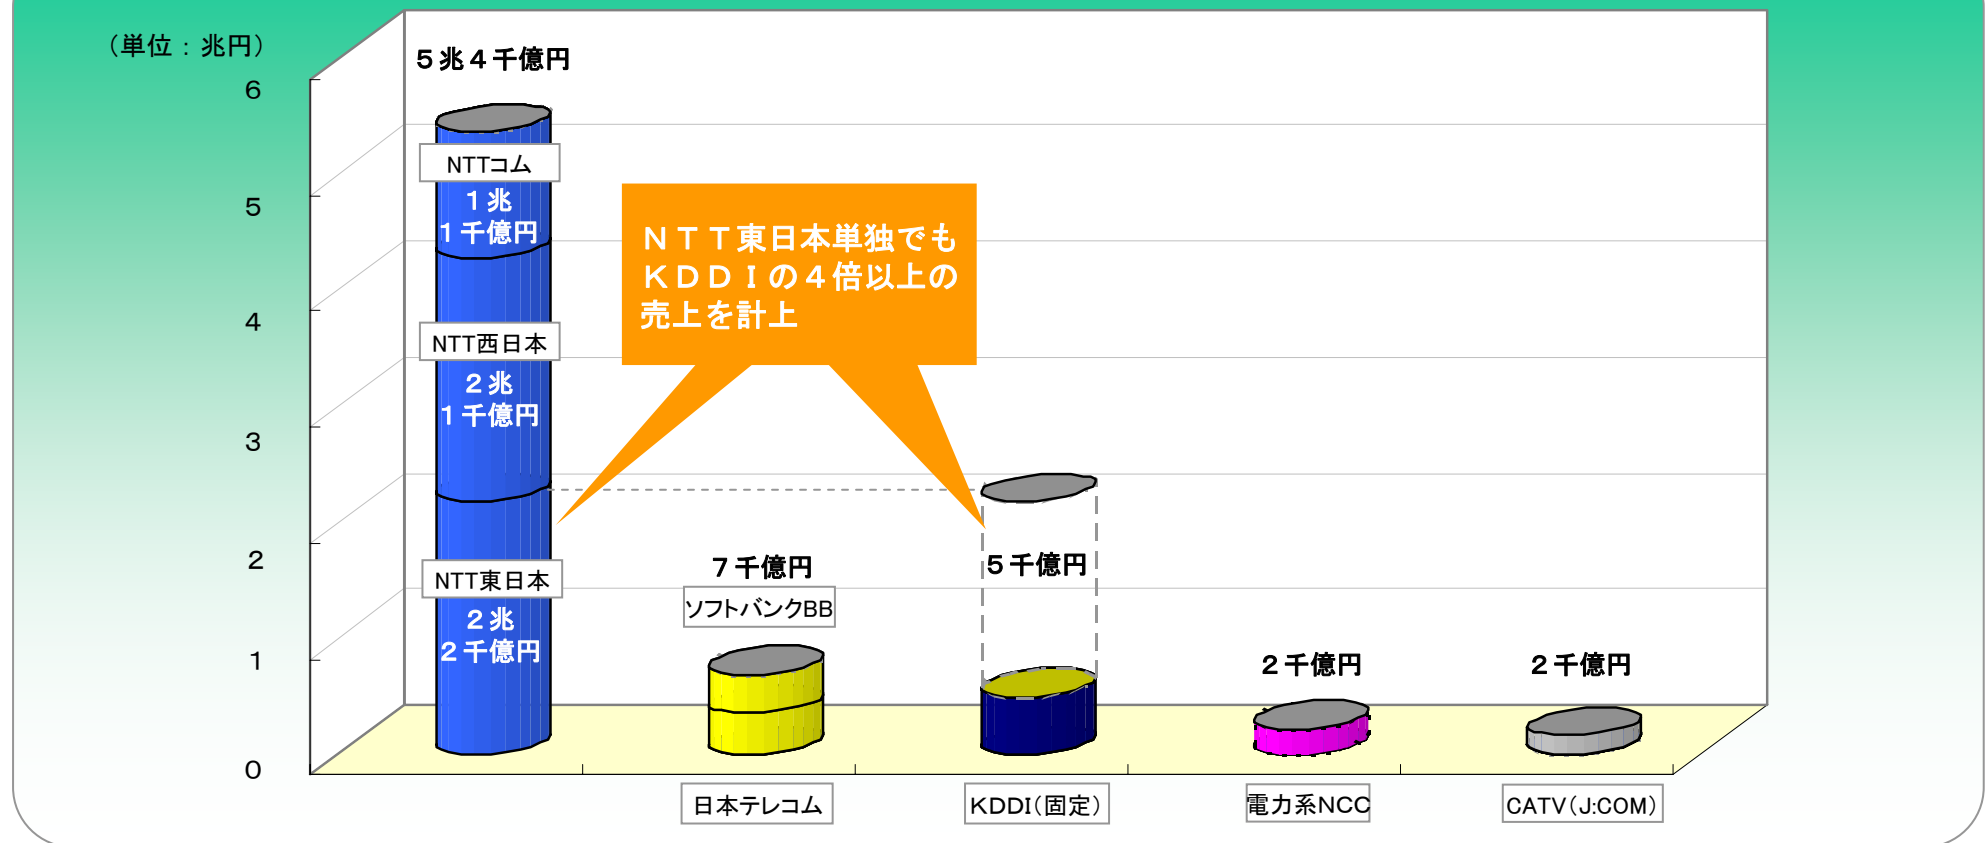 （単位：兆円）
5兆4千億円
6
5
4
3
2
1
0
NTTコム
1兆
1千億円
NTT西日本
2兆
1千億円
NTT東日本
2兆
2千億円
ＮＴＴ東日本単独でも
ＫＤＤＩの４倍以上の
売上を計上
7千億円
ソフトバンクBB
5千億円
2千億円
2千億円
日本テレコム
KDDI（固定）
電力系NCC
CATV（J:COM）